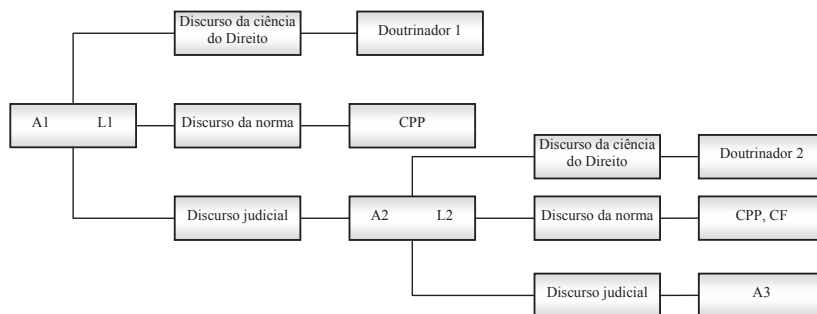 Discurso da ciência
do Direito
Doutrinador 1
A1 L1
Discurso da norma
CPP
Discurso da ciência
do Direito
Doutrinador 2
Discurso judicial
A2 L2
Discurso da norma
CPP, CF
Discurso judicial
A3